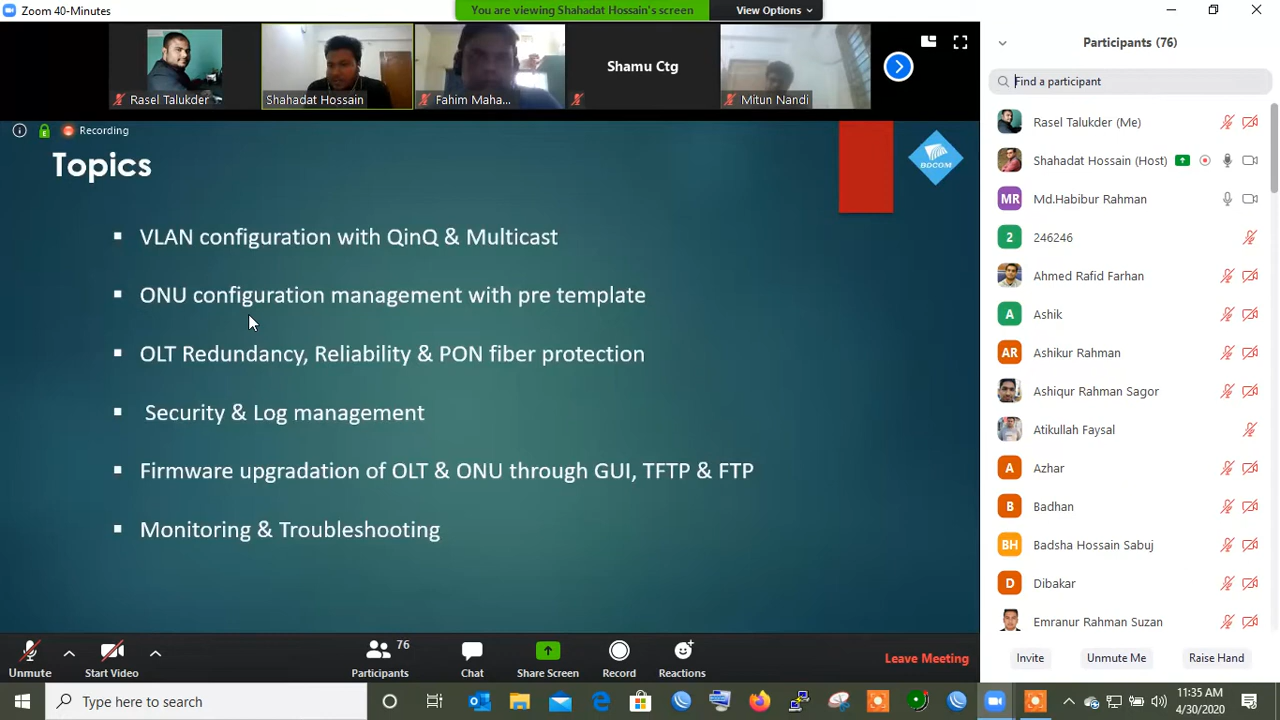 Zoom 40-Minutes
You are viewing Shahadat Hossain's screen
View Options
Rasel Talukder
Shahadat Hossain
Fahim Maha...
Shamu Ctg
Mitun Nandi
Recording
Topics
BDCOM
VLAN configuration with QinQ & Multicast
ONU configuration management with pre template
OLT Redundancy, Reliability & PON fiber protection
Security & Log management
Firmware upgradation of OLT & ONU through GUI, TFTP & FTP
Monitoring & Troubleshooting
Participants (76)
Find a participant
Rasel Talukder (Me)
Shahadat Hossain (Host)
MR Md.Habibur Rahman
2 246246
Ahmed Rafid Farhan
A Ashik
AR Ashikur Rahman
Ashiqur Rahman Sagor
Atikullah Faysal
A Azhar
B Badhan
BH Badsha Hossain Sabuj
D Dibakar
Emranur Rahman Suzan
Invite
Unmute Me
Raise Hand
Unmute
Start Video
76
Participants
Chat
Share Screen
Record
Reactions
Leave Meeting
Type here to search
11:35 AM
4/30/2020